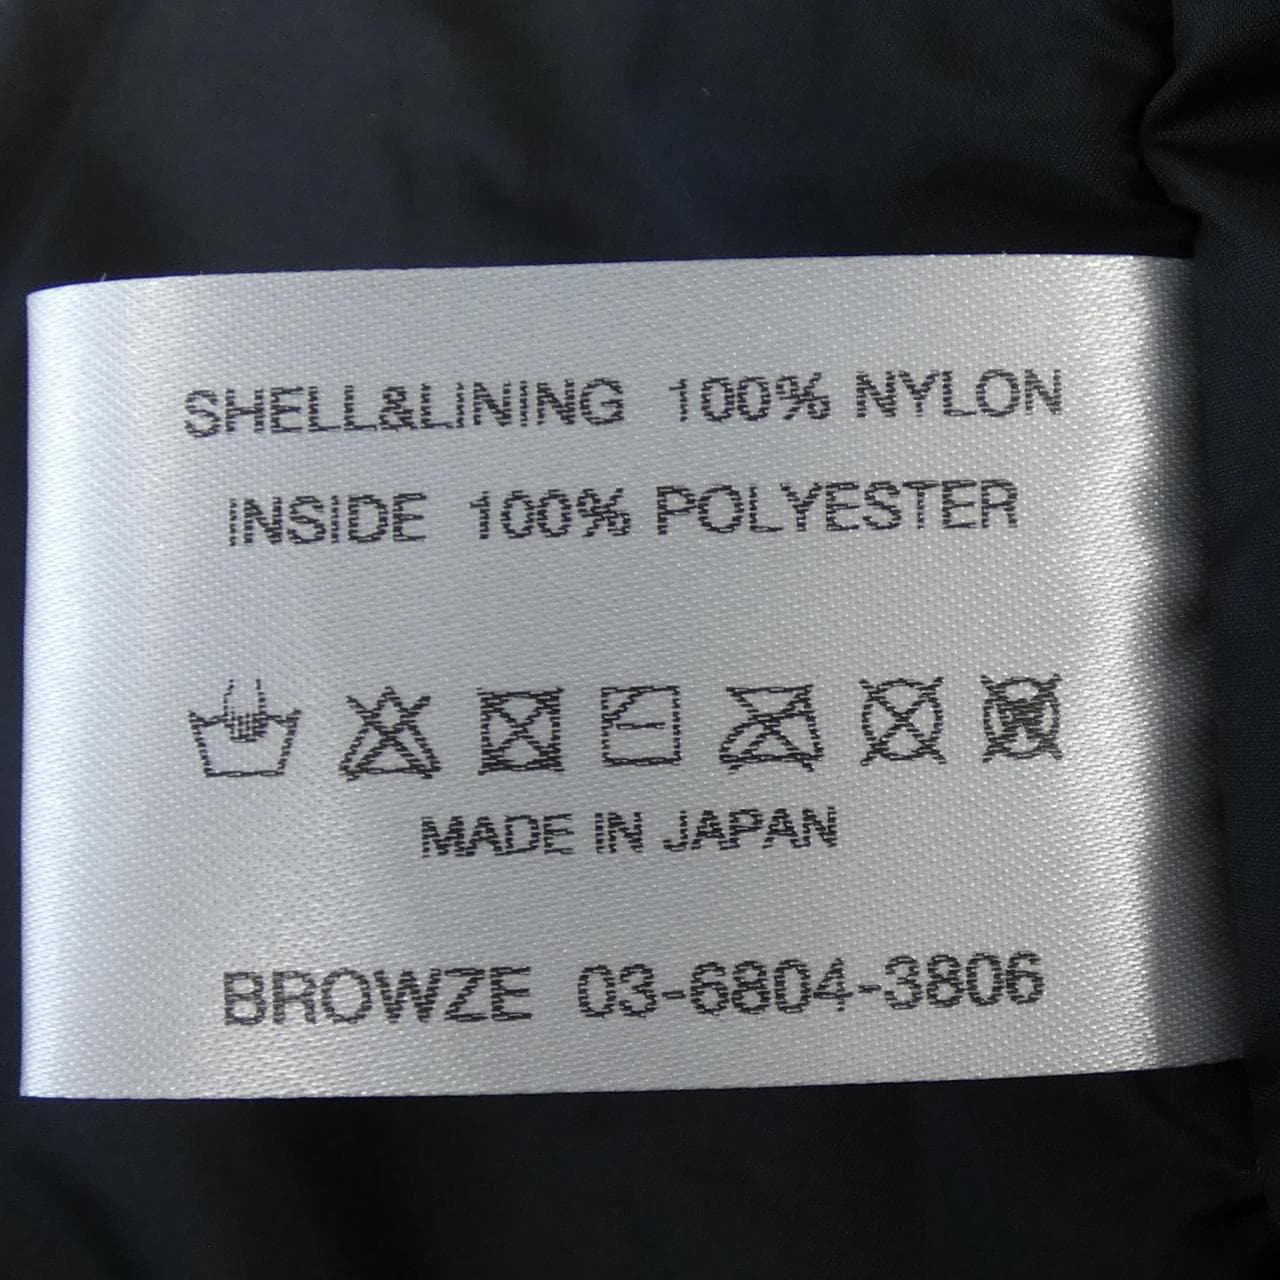 SHELL&LINING 100% NYLON
INSIDE 100% POLYESTER
MADE IN JAPAN
BROWZE 03-6804-3806